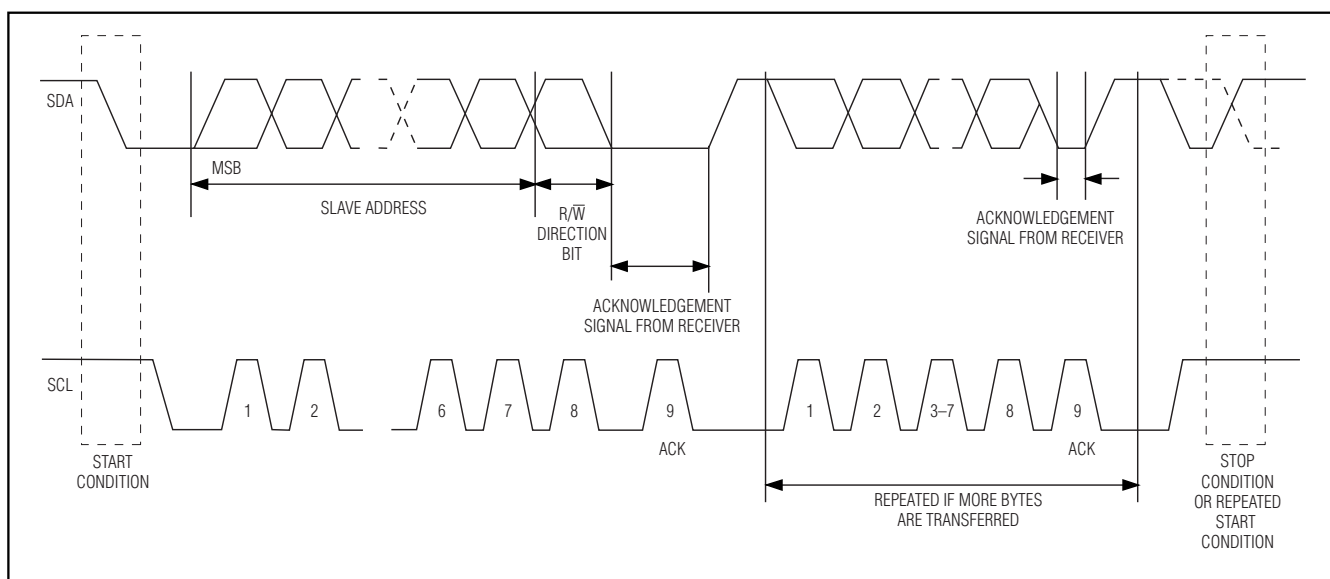 SDA
MSB
SLAVE ADDRESS
R/W̅
DIRECTION
BIT
ACKNOWLEDGEMENT
SIGNAL FROM RECEIVER
ACKNOWLEDGEMENT
SIGNAL FROM RECEIVER
SCL
1 2 6 7 8 9 1 2 3–7 8 9
ACK ACK
START
CONDITION
REPEATED IF MORE BYTES
ARE TRANSFERRED
STOP
CONDITION
OR REPEATED
START
CONDITION